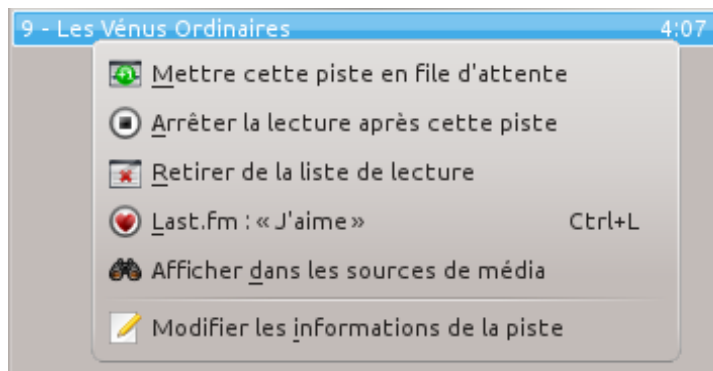 9 - Les Vénus Ordinaires 4:07
Mettre cette piste en file d'attente
Arrêter la lecture après cette piste
Retirer de la liste de lecture
Last.fm : « J'aime » Ctrl+L
Afficher dans les sources de média
Modifier les informations de la piste